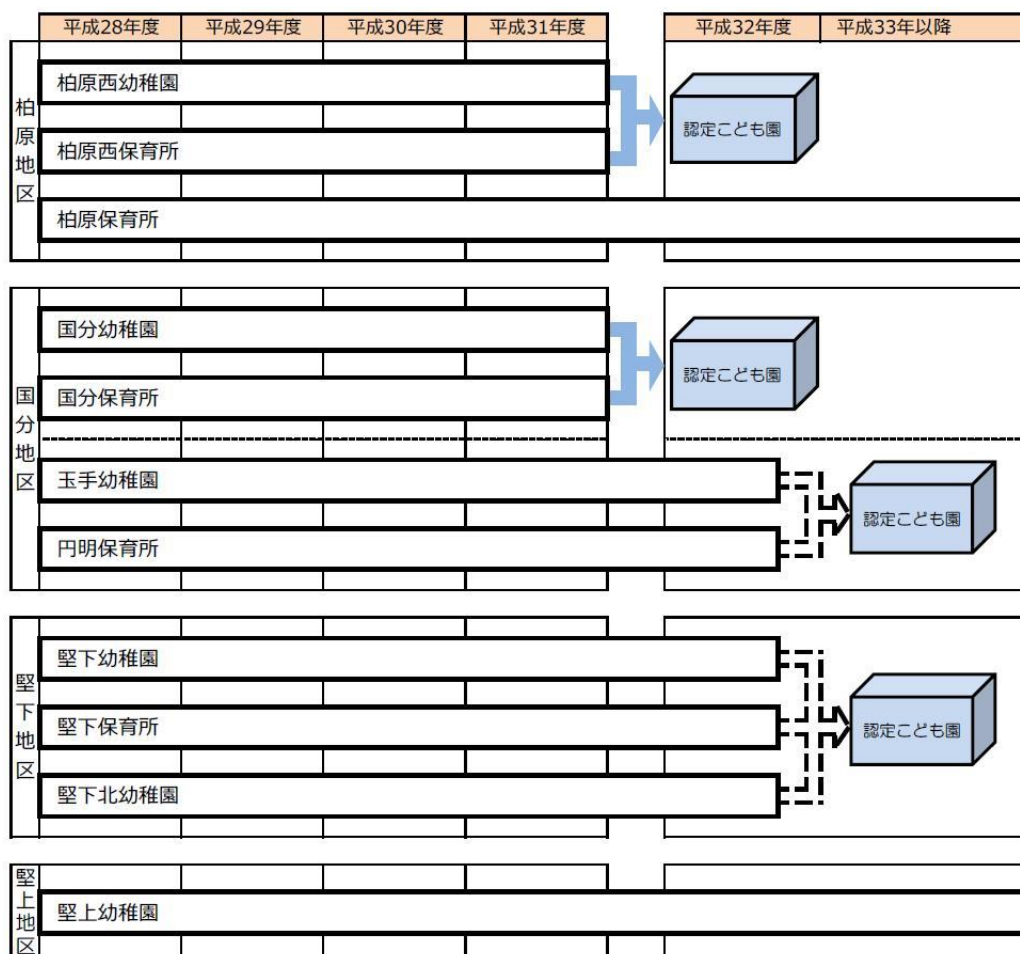 平成28年度 平成29年度 平成30年度 平成31年度 平成32年度 平成33年以降
柏原地区
柏原西幼稚園
認定こども園
柏原西保育所
柏原保育所
国分地区
国分幼稚園
認定こども園
国分保育所
玉手幼稚園
認定こども園
円明保育所
堅下地区
堅下幼稚園
堅下保育所
認定こども園
堅下北幼稚園
堅上地区
堅上幼稚園